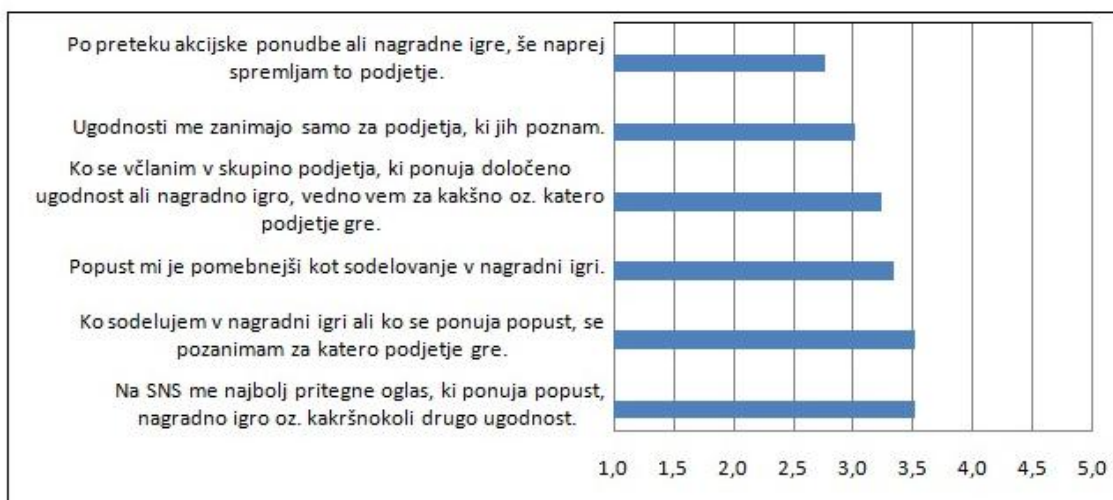 Po preteku akcijske ponudbe ali nagradne igre, še naprej
spremljam to podjetje.
Ugodnosti me zanimajo samo za podjetja, ki jih poznam.
Ko se včlanim v skupino podjetja, ki ponuja določeno
ugodnost ali nagradno igro, vedno vem za kakšno oz. katero
podjetje gre.
Popust mi je pomebnejši kot sodelovanje v nagradni igri.
Ko sodelujem v nagradni igri ali ko se ponuja popust, se
pozanimam za katero podjetje gre.
Na SNS me najbolj pritegne oglas, ki ponuja popust,
nagradno igro oz. kakršnokoli drugo ugodnost.
1,0 1,5 2,0 2,5 3,0 3,5 4,0 4,5 5,0